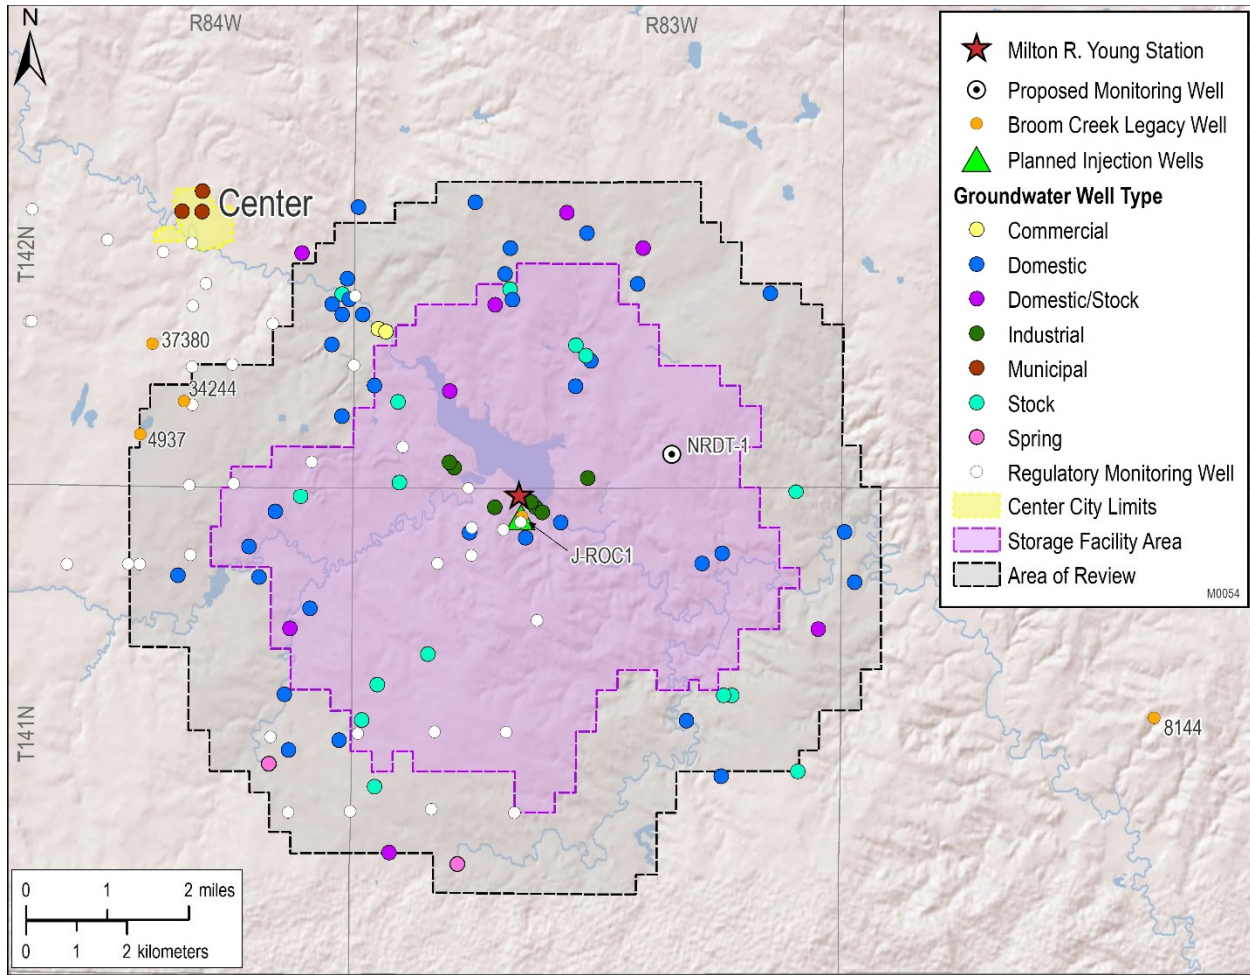 N
R84W
R83W
T142N
T141N
Center
37380
34244
4937
NRDT-1
J-ROC1
8144
Milton R. Young Station
Proposed Monitoring Well
Broom Creek Legacy Well
Planned Injection Wells
Groundwater Well Type
Commercial
Domestic
Domestic/Stock
Industrial
Municipal
Stock
Spring
Regulatory Monitoring Well
Center City Limits
Storage Facility Area
Area of Review
M0054
0 1 2 miles
0 1 2 kilometers